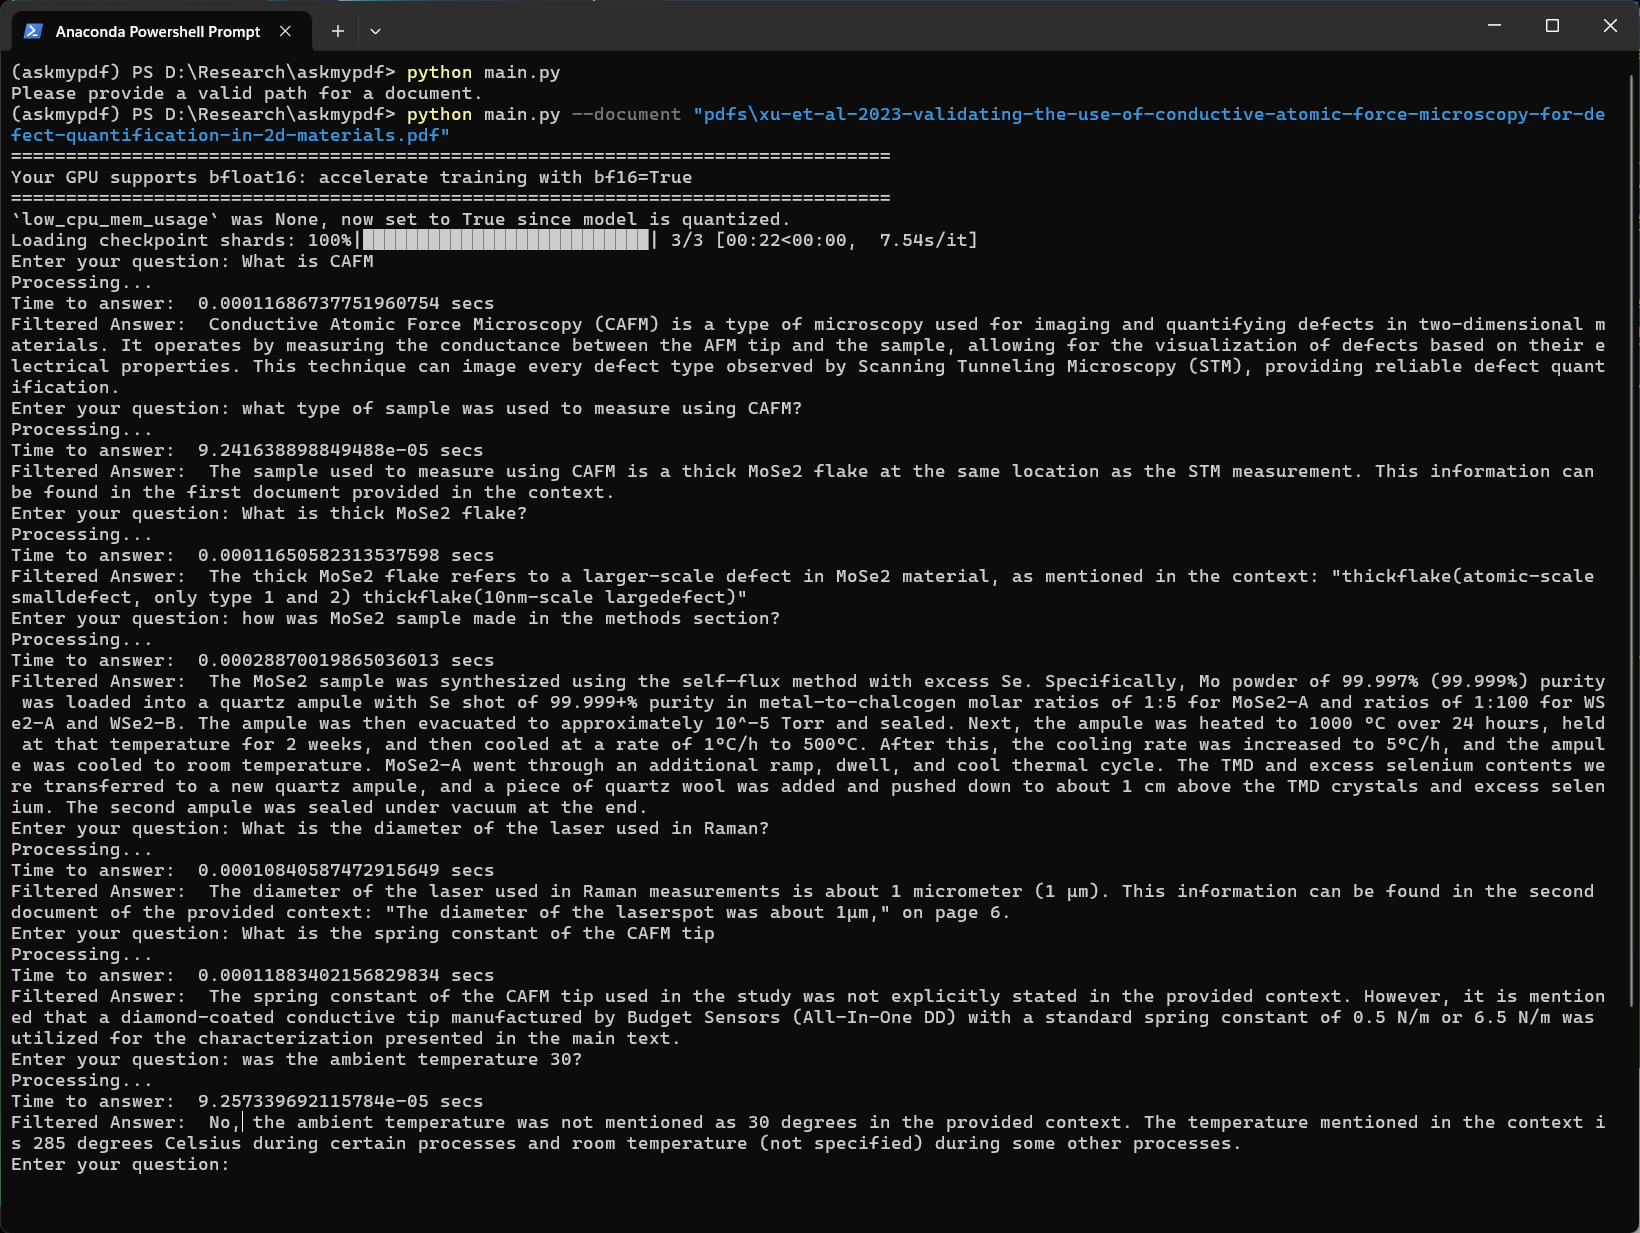 Anaconda Powershell Prompt
(askmypdf) PS D:\Research\askmypdf> python main.py
Please provide a valid path for a document.
(askmypdf) PS D:\Research\askmypdf> python main.py --document "pdfs\xu-et-al-2023-validating-the-use-of-conductive-atomic-force-microscopy-for-de
fect-quantification-in-2d-materials.pdf"
================================================================================
Your GPU supports bfloat16: accelerate training with bf16=True
================================================================================
`low_cpu_mem_usage` was None, now set to True since model is quantized.
Loading checkpoint shards: 100%|██████████████████████████| 3/3 [00:22<00:00,  7.54s/it]
Enter your question: What is CAFM
Processing...
Time to answer:  0.00011686737751960754 secs
Filtered Answer:  Conductive Atomic Force Microscopy (CAFM) is a type of microscopy used for imaging and quantifying defects in two-dimensional m
aterials. It operates by measuring the conductance between the AFM tip and the sample, allowing for the visualization of defects based on their e
lectrical properties. This technique can image every defect type observed by Scanning Tunneling Microscopy (STM), providing reliable defect quant
ification.
Enter your question: what type of sample was used to measure using CAFM?
Processing...
Time to answer:  9.241638898849488e-05 secs
Filtered Answer:  The sample used to measure using CAFM is a thick MoSe2 flake at the same location as the STM measurement. This information can
be found in the first document provided in the context.
Enter your question: What is thick MoSe2 flake?
Processing...
Time to answer:  0.00011650582313537598 secs
Filtered Answer:  The thick MoSe2 flake refers to a larger-scale defect in MoSe2 material, as mentioned in the context: "thickflake(atomic-scale
smalldefect, only type 1 and 2) thickflake(10nm-scale largedefect)"
Enter your question: how was MoSe2 sample made in the methods section?
Processing...
Time to answer:  0.00028870019865036013 secs
Filtered Answer:  The MoSe2 sample was synthesized using the self-flux method with excess Se. Specifically, Mo powder of 99.997% (99.999%) purity
 was loaded into a quartz ampule with Se shot of 99.999+% purity in metal-to-chalcogen molar ratios of 1:5 for MoSe2-A and ratios of 1:100 for WS
e2-A and WSe2-B. The ampule was then evacuated to approximately 10^-5 Torr and sealed. Next, the ampule was heated to 1000 °C over 24 hours, held
 at that temperature for 2 weeks, and then cooled at a rate of 1°C/h to 500°C. After this, the cooling rate was increased to 5°C/h, and the ampul
e was cooled to room temperature. MoSe2-A went through an additional ramp, dwell, and cool thermal cycle. The TMD and excess selenium contents we
re transferred to a new quartz ampule, and a piece of quartz wool was added and pushed down to about 1 cm above the TMD crystals and excess selen
ium. The second ampule was sealed under vacuum at the end.
Enter your question: What is the diameter of the laser used in Raman?
Processing...
Time to answer:  0.00010840587472915649 secs
Filtered Answer:  The diameter of the laser used in Raman measurements is about 1 micrometer (1 μm). This information can be found in the second
document of the provided context: "The diameter of the laserspot was about 1μm," on page 6.
Enter your question: What is the spring constant of the CAFM tip
Processing...
Time to answer:  0.00011883402156829834 secs
Filtered Answer:  The spring constant of the CAFM tip used in the study was not explicitly stated in the provided context. However, it is mention
ed that a diamond-coated conductive tip manufactured by Budget Sensors (All-In-One DD) with a standard spring constant of 0.5 N/m or 6.5 N/m was
utilized for the characterization presented in the main text.
Enter your question: was the ambient temperature 30?
Processing...
Time to answer:  9.257339692115784e-05 secs
Filtered Answer:  No, the ambient temperature was not mentioned as 30 degrees in the provided context. The temperature mentioned in the context i
s 285 degrees Celsius during certain processes and room temperature (not specified) during some other processes.
Enter your question: